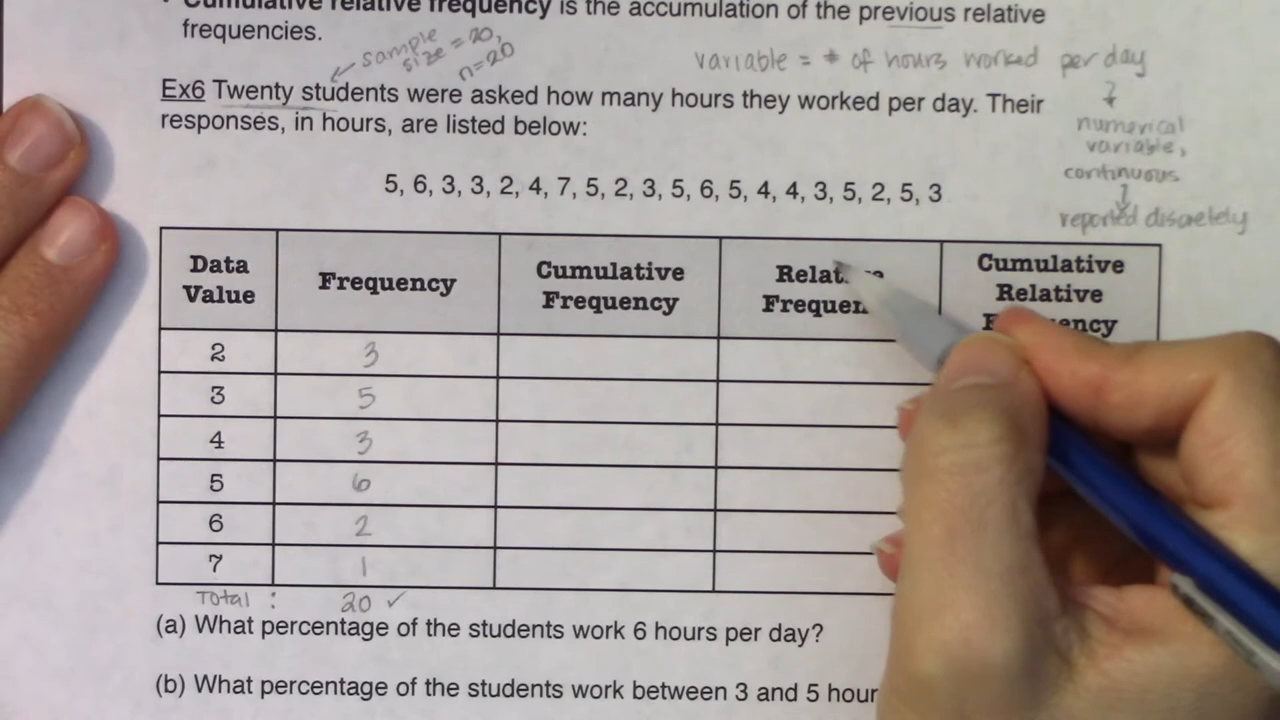 Cumulative relative frequency is the accumulation of the previous relative
frequencies.
sample size = 20,
n=20
variable = # of hours worked per day
numerical
variable,
continuous
reported discretely
Ex6 Twenty students were asked how many hours they worked per day. Their
responses, in hours, are listed below:
5, 6, 3, 3, 2, 4, 7, 5, 2, 3, 5, 6, 5, 4, 4, 3, 5, 2, 5, 3
Data Value Frequency Cumulative Frequency Relative Frequency Cumulative Relative Frequency
2 3
3 5
4 3
5 6
6 2
7 1
Total : 20 ✓
(a) What percentage of the students work 6 hours per day?
(b) What percentage of the students work between 3 and 5 hour